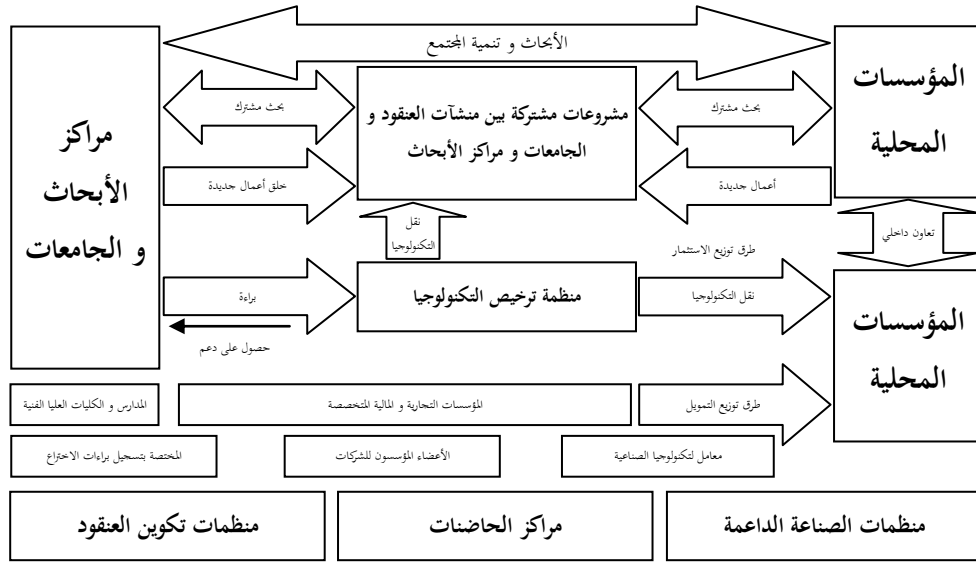 الأبحاث و تنمية المجتمع
المؤسسات
المحلية
بحث مشترك
مشروعات مشتركة بين منشآت العنقود و
الجامعات و مراكز الأبحاث
بحث مشترك
مراكز
الأبحاث
و الجامعات
أعمال جديدة
خلق أعمال جديدة
نقل
التكنولوجيا
تعاون داخلي
طرق توزيع الاستثمار
نقل التكنولوجيا
منظمة ترخيص التكنولوجيا
براءة
حصول على دعم
المؤسسات
المحلية
طرق توزيع التمويل
المؤسسات التجارية و المالية المتخصصة
المدارس و الكليات العليا الفنية
معامل لتكنولوجيا الصناعية
الأعضاء المؤسسون للشركات
المختصة بتسجيل براءات الاختراع
منظمات الصناعة الداعمة
مراكز الحاضنات
منظمات تكوين العنقود